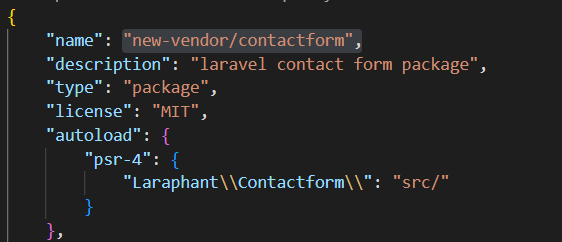 {
"name": "new-vendor/contactform",
"description": "laravel contact form package",
"type": "package",
"license": "MIT",
"autoload": {
"psr-4": {
"Laraphant\\Contactform\\": "src/"
}
},